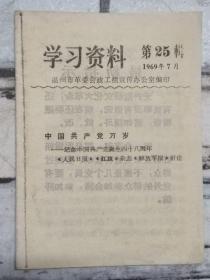 学习资料
第25辑
1969年7月
温州市革委会政工组宣传办公室编印
中国共产党万岁
——纪念中国共产党诞生四十八周年
《人民日报》《红旗》杂志《解放军报》社论